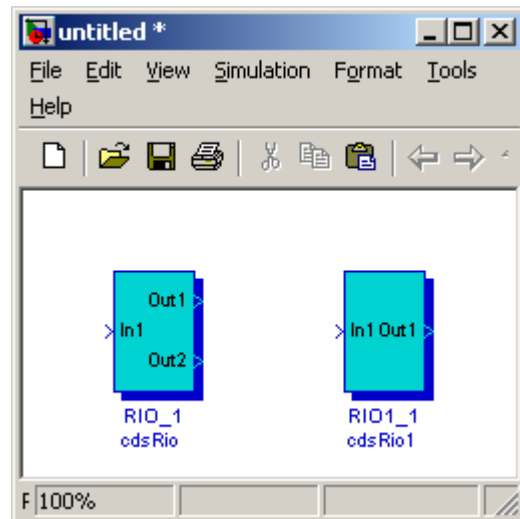 untitled *
File Edit View Simulation Format Tools
Help
Out1
In1
Out2
In1 Out1
RIO_1
cdsRio
RIO1_1
cdsRio1
F 100%